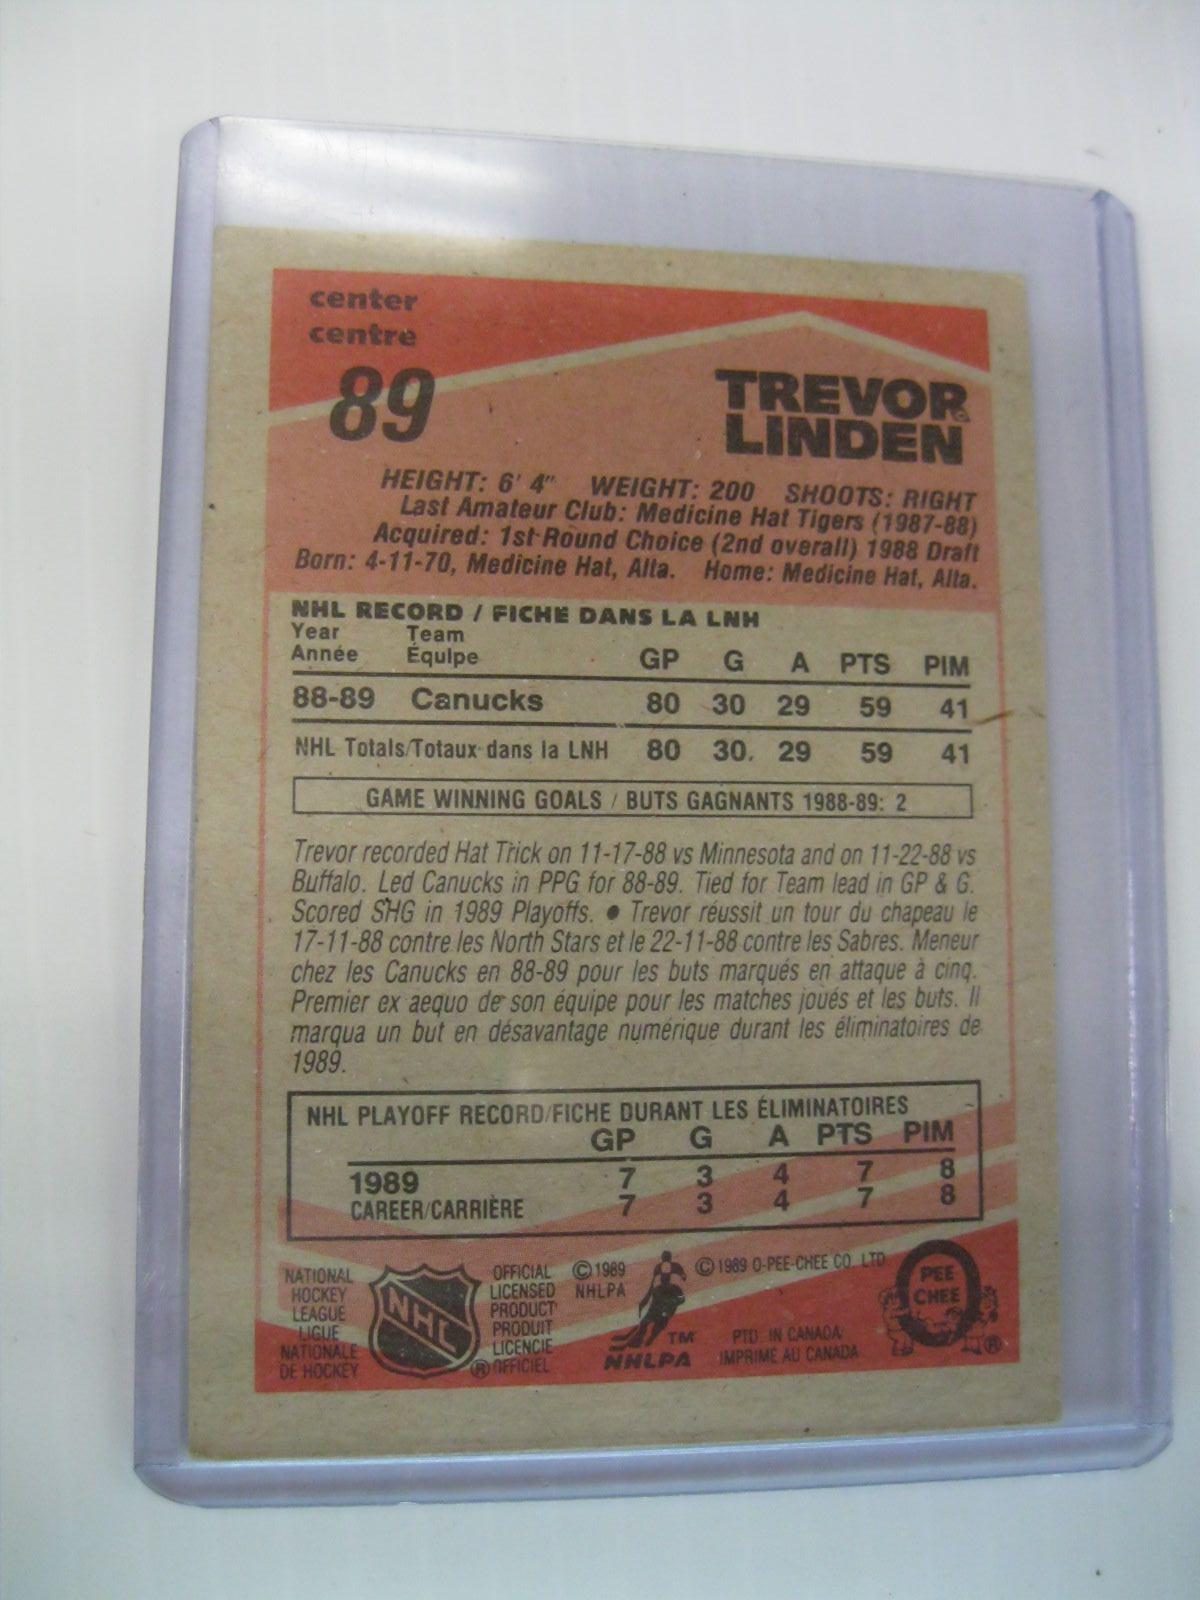 center
centre
89
TREVOR
LINDEN
HEIGHT: 6' 4" WEIGHT: 200 SHOOTS: RIGHT
Last Amateur Club: Medicine Hat Tigers (1987-88)
Acquired: 1st Round Choice (2nd overall) 1988 Draft
Born: 4-11-70, Medicine Hat, Alta. Home: Medicine Hat, Alta.
NHL RECORD / FICHE DANS LA LNH
Year Team
Année Équipe GP G A PTS PIM
88-89 Canucks 80 30 29 59 41
NHL Totals/Totaux dans la LNH 80 30 29 59 41
GAME WINNING GOALS / BUTS GAGNANTS 1988-89: 2
Trevor recorded Hat Trick on 11-17-88 vs Minnesota and on 11-22-88 vs
Buffalo. Led Canucks in PPG for 88-89. Tied for Team lead in GP & G.
Scored SHG in 1989 Playoffs. ● Trevor réussit un tour du chapeau le
17-11-88 contre les North Stars et le 22-11-88 contre les Sabres. Meneur
chez les Canucks en 88-89 pour les buts marqués en attaque à cinq.
Premier ex aequo de son équipe pour les matches joués et les buts. Il
marqua un but en désavantage numérique durant les éliminatoires de
1989.
NHL PLAYOFF RECORD/FICHE DURANT LES ÉLIMINATOIRES
GP G A PTS PIM
1989 7 3 4 7 8
CAREER/CARRIÈRE 7 3 4 7 8
NATIONAL
HOCKEY
LEAGUE
LIGUE
NATIONALE
DE HOCKEY
NHL
®
OFFICIAL
LICENSED
PRODUCT
PRODUIT
LICENCIE
OFFICIEL
©1989
NHLPA
TM
NHLPA
©1989 O-PEE-CHEE CO. LTD.
PTD. IN CANADA/
IMPRIMÉ AU CANADA
PEE
CHEE
®